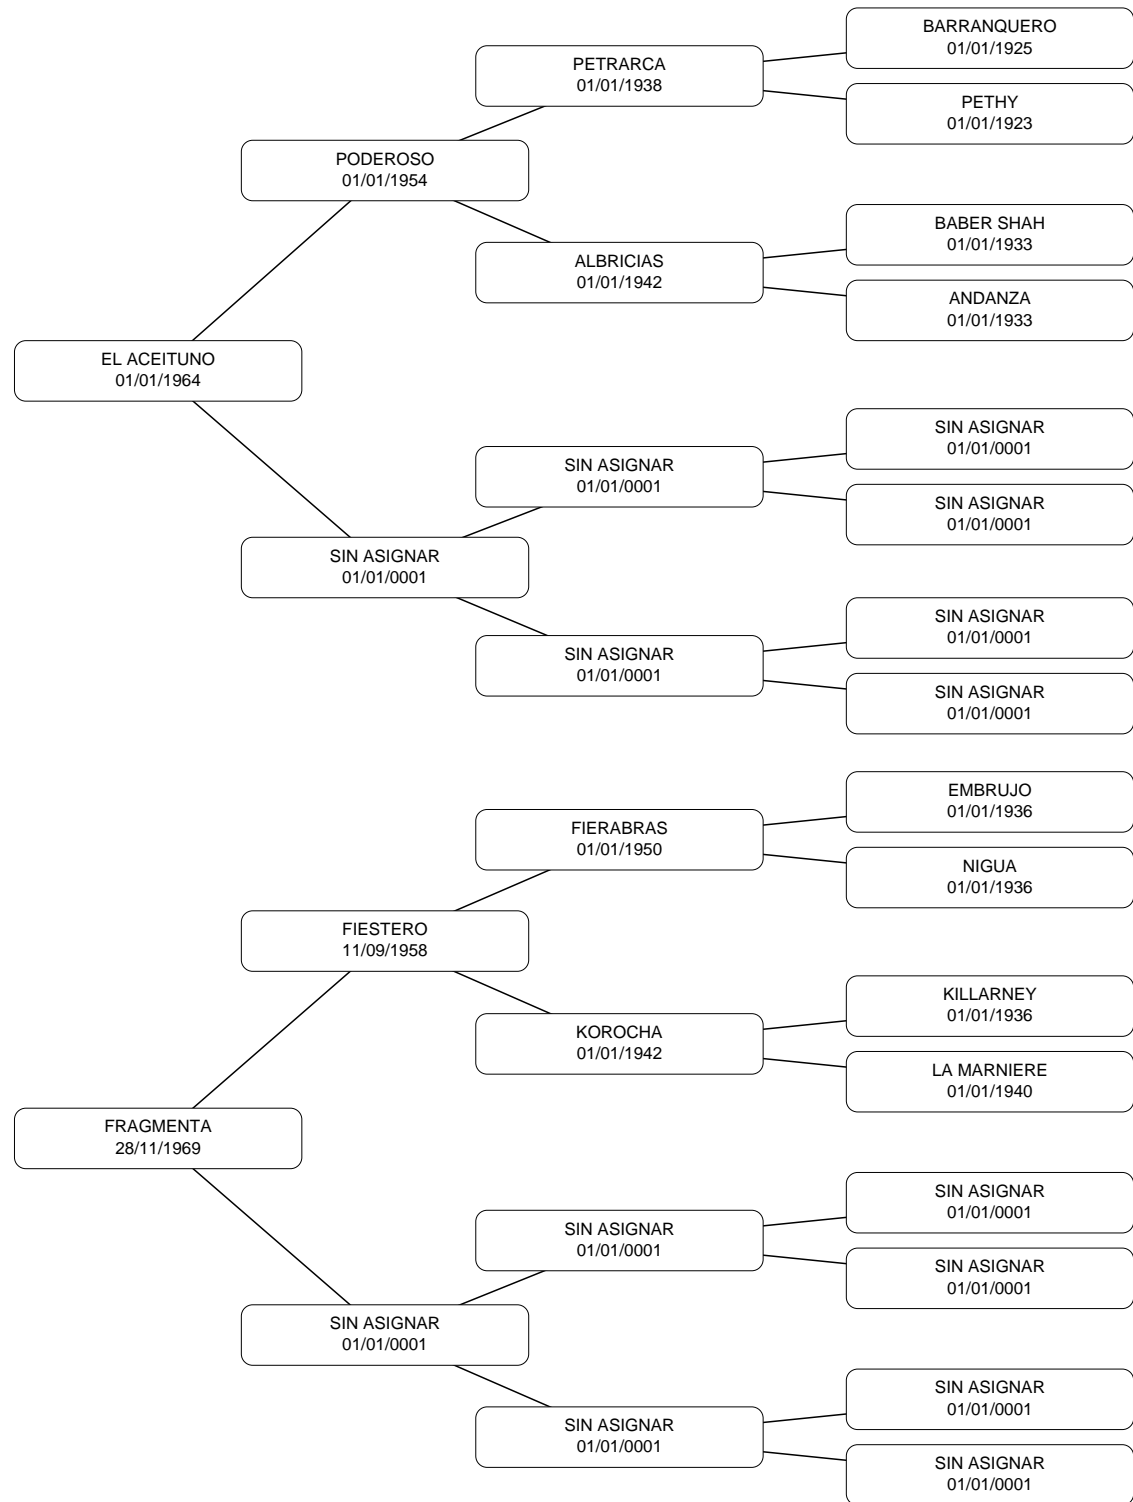 BARRANQUERO
01/01/1925
PETRARCA
01/01/1938
PETHY
01/01/1923
PODEROSO
01/01/1954
BABER SHAH
01/01/1933
ALBRICIAS
01/01/1942
ANDANZA
01/01/1933
EL ACEITUNO
01/01/1964
SIN ASIGNAR
01/01/0001
SIN ASIGNAR
01/01/0001
SIN ASIGNAR
01/01/0001
SIN ASIGNAR
01/01/0001
SIN ASIGNAR
01/01/0001
SIN ASIGNAR
01/01/0001
SIN ASIGNAR
01/01/0001
EMBRUJO
01/01/1936
FIERABRAS
01/01/1950
NIGUA
01/01/1936
FIESTERO
11/09/1958
KILLARNEY
01/01/1936
KOROCHA
01/01/1942
LA MARNIERE
01/01/1940
FRAGMENTA
28/11/1969
SIN ASIGNAR
01/01/0001
SIN ASIGNAR
01/01/0001
SIN ASIGNAR
01/01/0001
SIN ASIGNAR
01/01/0001
SIN ASIGNAR
01/01/0001
SIN ASIGNAR
01/01/0001
SIN ASIGNAR
01/01/0001